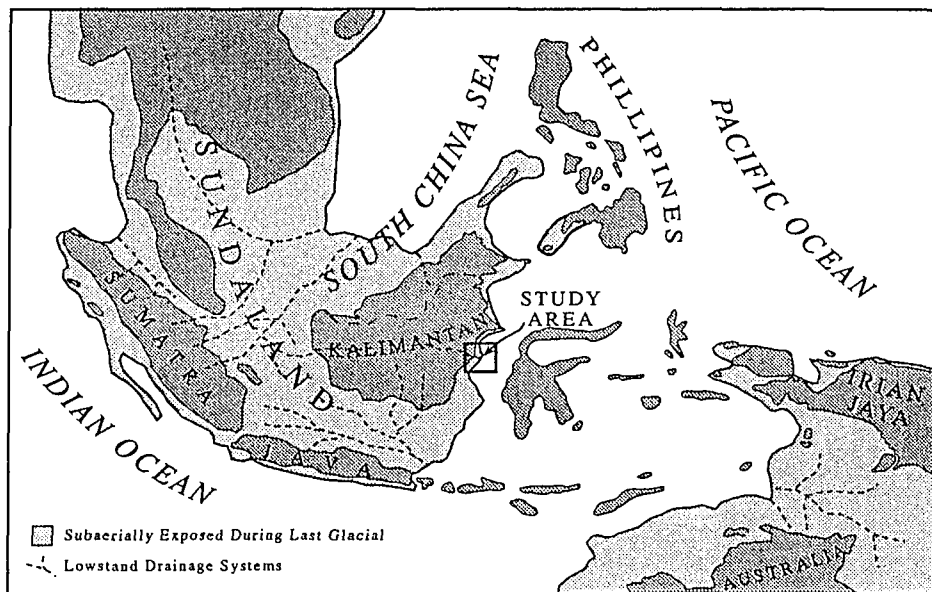 PHILLIPINES
PACIFIC OCEAN
SOUTH CHINA SEA
SUNDALAND
SUMATRA
STUDY
AREA
KALIMANTAN
IRIAN
JAYA
INDIAN OCEAN
JAVA
Subaerially Exposed During Last Glacial
Lowstand Drainage Systems
AUSTRALIA